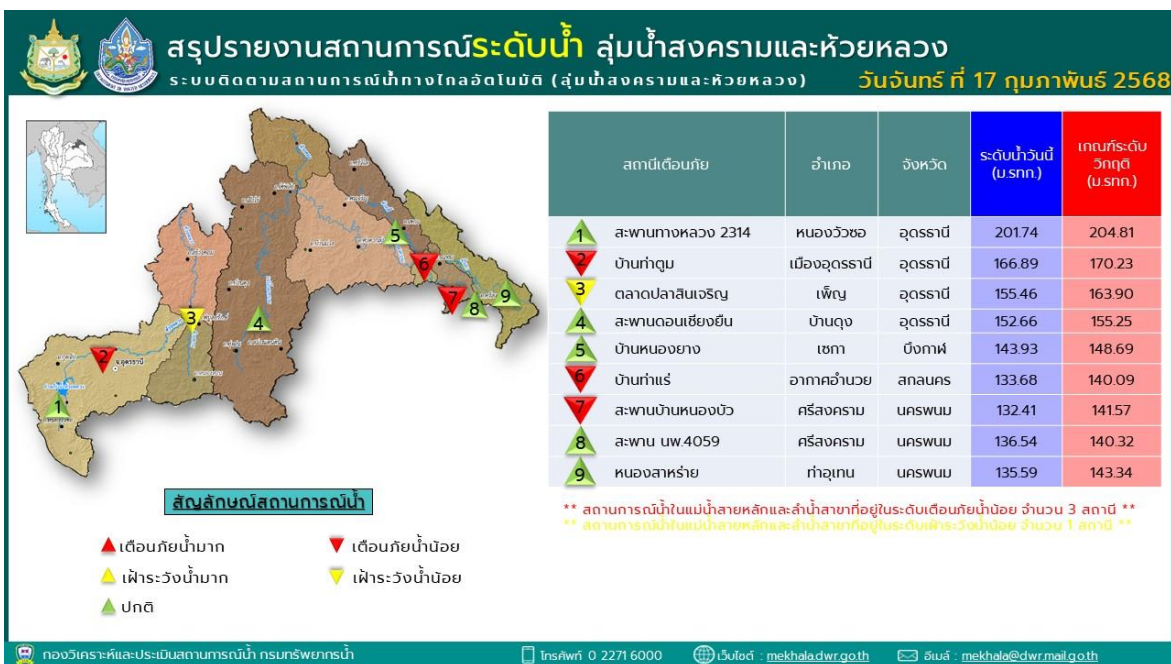 สรุปรายงานสถานการณ์ระดับน้ำ ลุ่มน้ำสงครามและห้วยหลวง
ระบบติดตามสถานการณ์น้ำทางไกลอัตโนมัติ (ลุ่มน้ำสงครามและห้วยหลวง)
วันจันทร์ ที่ 17 กุมภาพันธ์ 2568
สถานีเตือนภัย อำเภอ จังหวัด ระดับน้ำวันนี้ (ม.รทก.) เกณฑ์ระดับวิกฤติ (ม.รทก.)
1 สะพานทางหลวง 2314 หนองวัวซอ อุดรธานี 201.74 204.81
2 บ้านท่าตูม เมืองอุดรธานี อุดรธานี 166.89 170.23
3 ตลาดปลาสินเจริญ เพ็ญ อุดรธานี 155.46 163.90
4 สะพานดอนเชียงยืน บ้านดุง อุดรธานี 152.66 155.25
5 บ้านหนองยาง เซกา บึงกาฬ 143.93 148.69
6 บ้านท่าแร่ อากาศอำนวย สกลนคร 133.68 140.09
7 สะพานบ้านหนองบัว ศรีสงคราม นครพนม 132.41 141.57
8 สะพาน นพ.4059 ศรีสงคราม นครพนม 136.54 140.32
9 หนองสาหร่าย ท่าอุเทน นครพนม 135.59 143.34
** สถานการณ์น้ำในแม่น้ำสายหลักและลำน้ำสาขาที่อยู่ในระดับเตือนภัยน้ำน้อย จำนวน 3 สถานี **
** สถานการณ์น้ำในแม่น้ำสายหลักและลำน้ำสาขาที่อยู่ในระดับเฝ้าระวังน้ำน้อย จำนวน 1 สถานี **
5
6
7
8
9
3
4
2
1
สัญลักษณ์สถานการณ์น้ำ
เตือนภัยน้ำมาก
เตือนภัยน้ำน้อย
เฝ้าระวังน้ำมาก
เฝ้าระวังน้ำน้อย
ปกติ
กองวิเคราะห์และประเมินสถานการณ์น้ำ กรมทรัพยากรน้ำ
โทรศัพท์ 0 2271 6000
เว็บไซต์ : mekhala.dwr.go.th
อีเมล์ : mekhala@dwr.mail.go.th